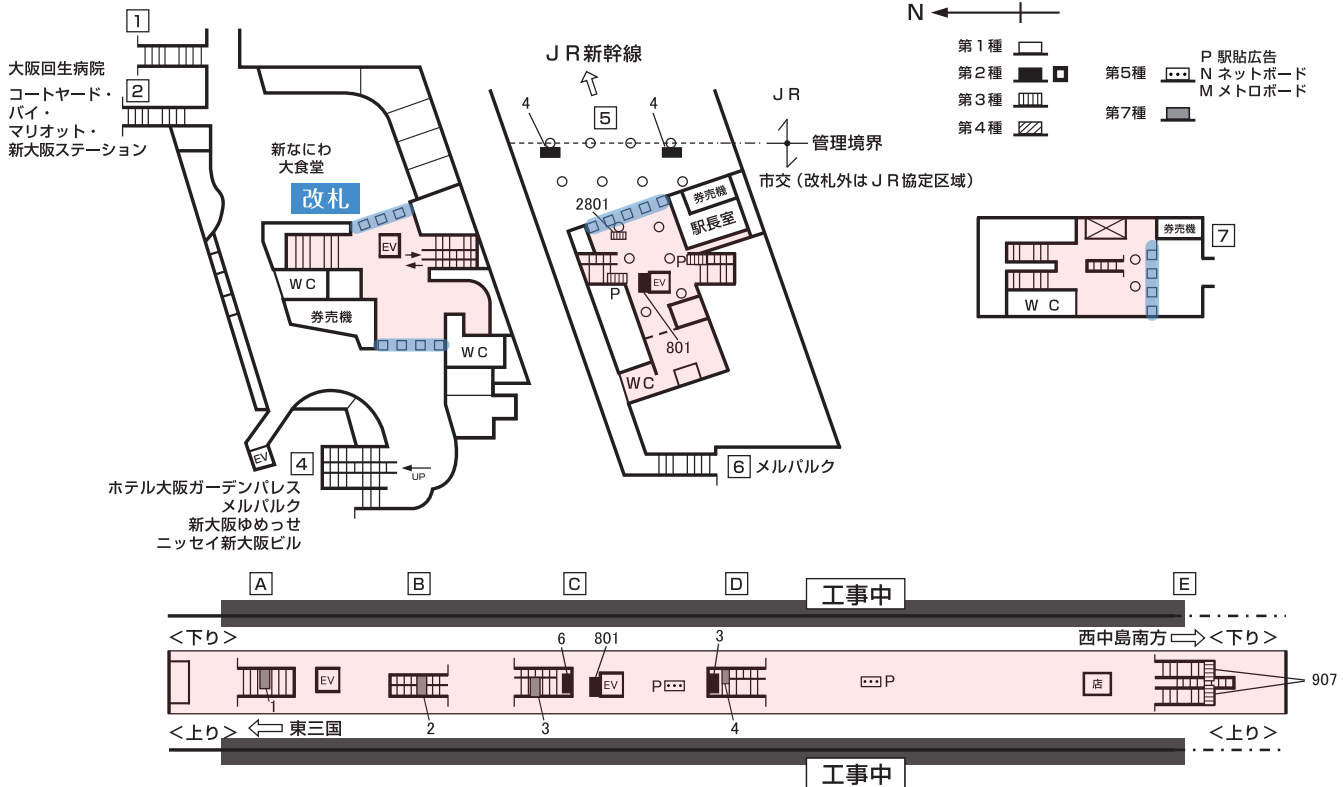 1
大阪回生病院
2
コートヤード・
バイ・
マリオット・
新大阪ステーション
新なにわ
大食堂
改札
EV
WC
券売機
WC
EV
4
UP
ホテル大阪ガーデンパレス
メルパルク
新大阪ゆめっせ
ニッセイ新大阪ビル
JR新幹線
4
5
4
JR
管理境界
市交（改札外はJR協定区域）
2801
券売機
駅長室
P
P
EV
801
WC
6 メルパルク
N
第1種
第2種
第3種
第4種
第5種
P 駅貼広告
N ネットボード
M メトロボード
第7種
券売機
7
WC
A
B
C
D
E
工事中
＜下り＞
6
801
3
西中島南方
＜下り＞
EV
EV
P
P
店
907
1
2
3
4
＜上り＞
東三国
＜上り＞
工事中